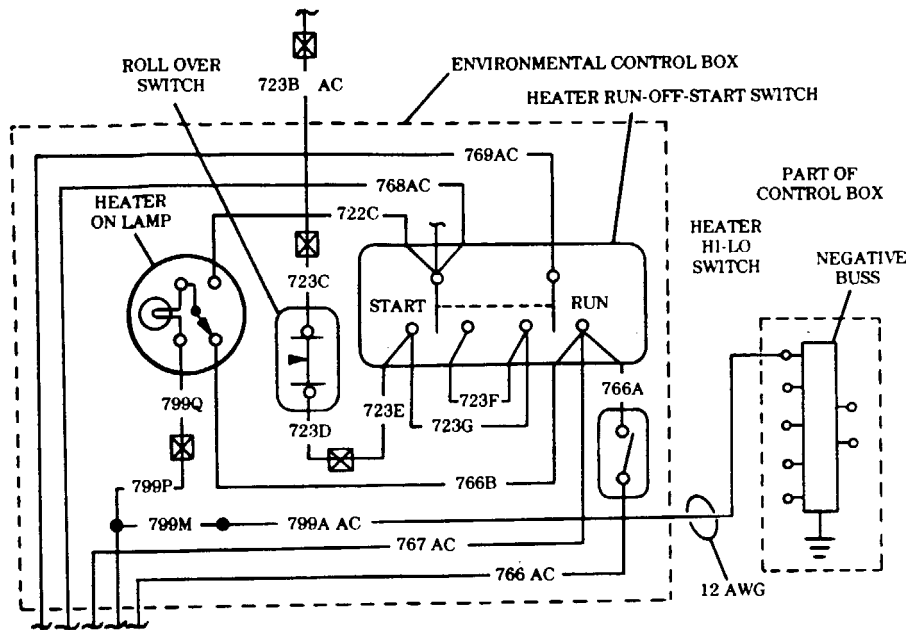 ROLL OVER
SWITCH
723B AC
ENVIRONMENTAL CONTROL BOX
HEATER RUN-OFF-START SWITCH
769AC
768AC
722C
HEATER
ON LAMP
HEATER
HI-LO
SWITCH
PART OF
CONTROL BOX
NEGATIVE
BUSS
723C
START
RUN
799Q
723D
723E
723F
723G
766A
799P
766B
799M
799A AC
767 AC
766 AC
12 AWG